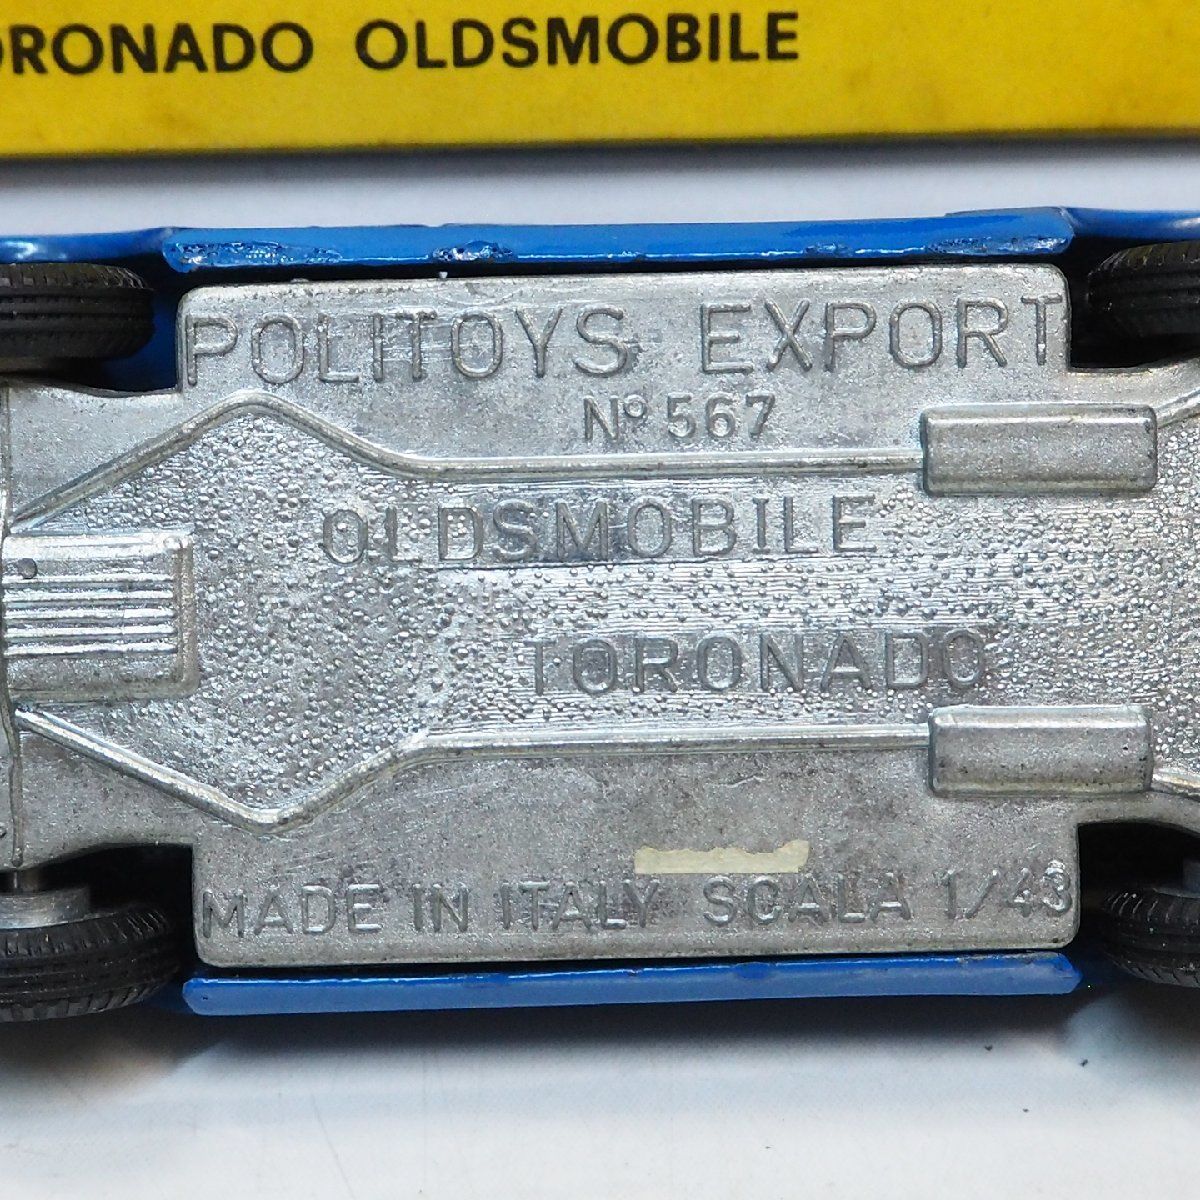 ORONADO OLDSMOBILE
POLITOYS EXPORT
Nº 567
OLDSMOBILE
TORONADO
MADE IN ITALY SCALA 1/43